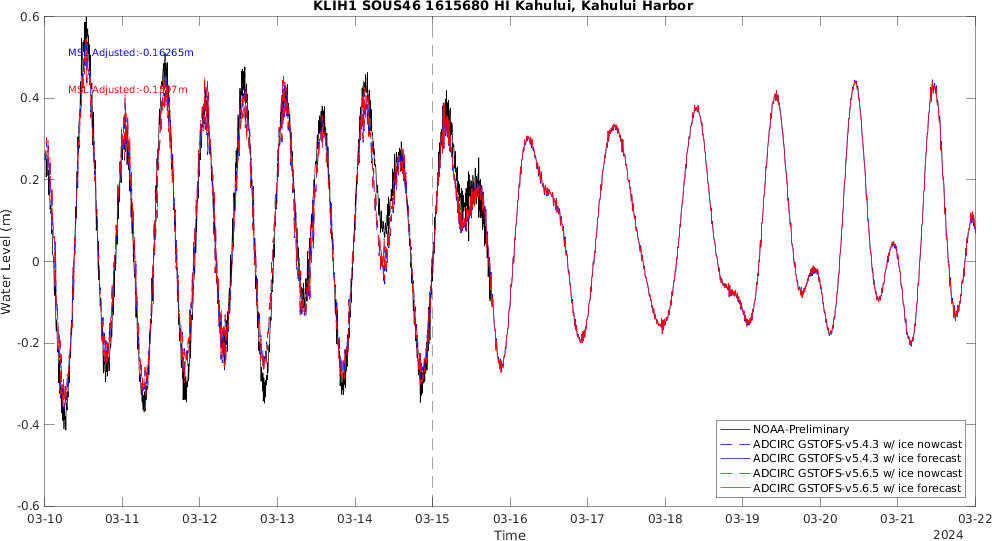 KLIH1 SOUS46 1615680 HI Kahului, Kahului Harbor
0.6
MSL Adjusted:-0.16265m
0.4
0.2
0
-0.2
-0.4
-0.6
Water Level (m)
NOAA-Preliminary
ADCIRC GSTOFS-v5.4.3 w/ ice nowcast
ADCIRC GSTOFS-v5.4.3 w/ ice forecast
ADCIRC GSTOFS-v5.6.5 w/ ice nowcast
ADCIRC GSTOFS-v5.6.5 w/ ice forecast
03-10 03-11 03-12 03-13 03-14 03-15 03-16 03-17 03-18 03-19 03-20 03-21 03-22
Time
2024